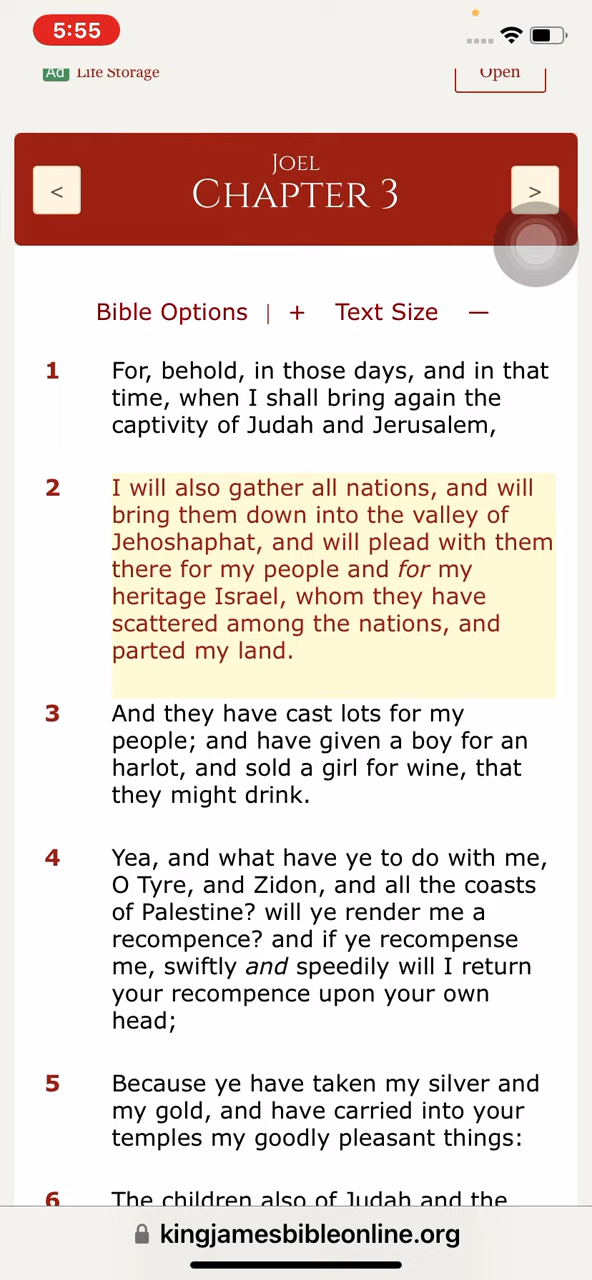 5:55
Ad Life Storage
Open
JOEL
CHAPTER 3
<
>
Bible Options | + Text Size —
1 For, behold, in those days, and in that
time, when I shall bring again the
captivity of Judah and Jerusalem,
2 I will also gather all nations, and will
bring them down into the valley of
Jehoshaphat, and will plead with them
there for my people and for my
heritage Israel, whom they have
scattered among the nations, and
parted my land.
3 And they have cast lots for my
people; and have given a boy for an
harlot, and sold a girl for wine, that
they might drink.
4 Yea, and what have ye to do with me,
O Tyre, and Zidon, and all the coasts
of Palestine? will ye render me a
recompence? and if ye recompense
me, swiftly and speedily will I return
your recompence upon your own
head;
5 Because ye have taken my silver and
my gold, and have carried into your
temples my goodly pleasant things:
6 The children also of Judah and the
kingjamesbibleonline.org